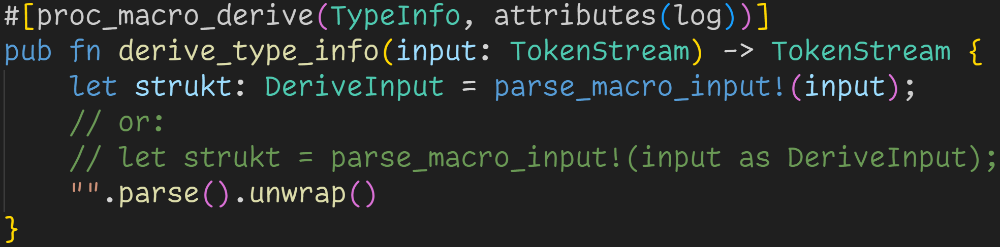 #[proc_macro_derive(TypeInfo, attributes(log))]
pub fn derive_type_info(input: TokenStream) -> TokenStream {
    let strukt: DeriveInput = parse_macro_input!(input);
    // or:
    // let strukt = parse_macro_input!(input as DeriveInput);
    "".parse().unwrap()
}